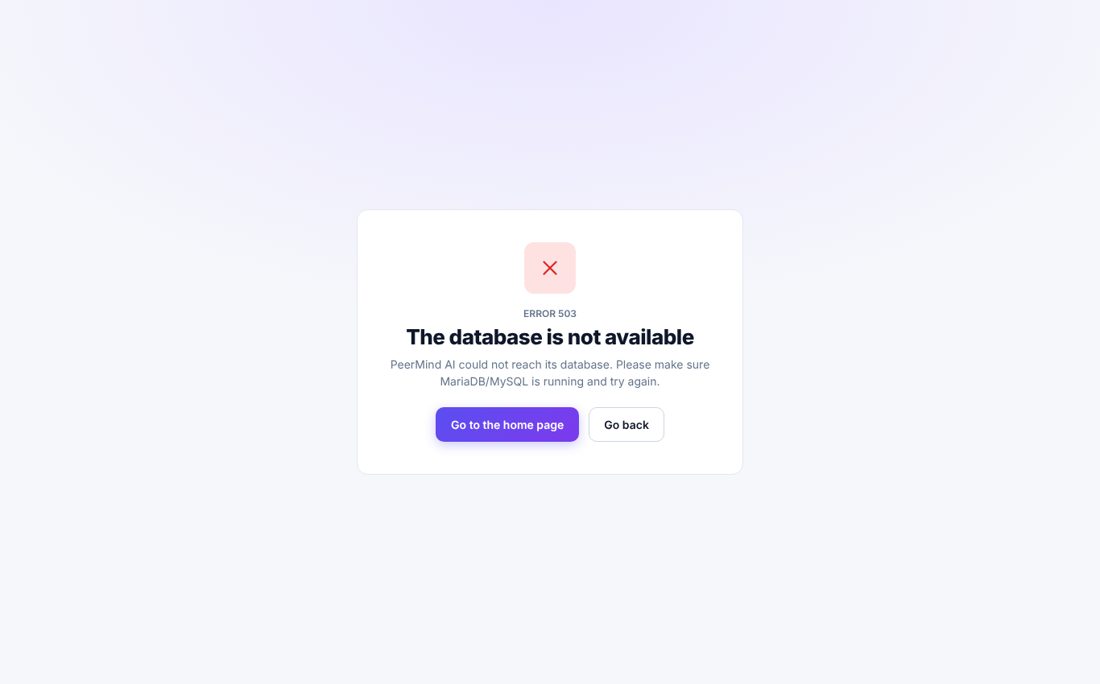 ERROR 503
The database is not available
PeerMind AI could not reach its database. Please make sure
MariaDB/MySQL is running and try again.
Go to the home page
Go back